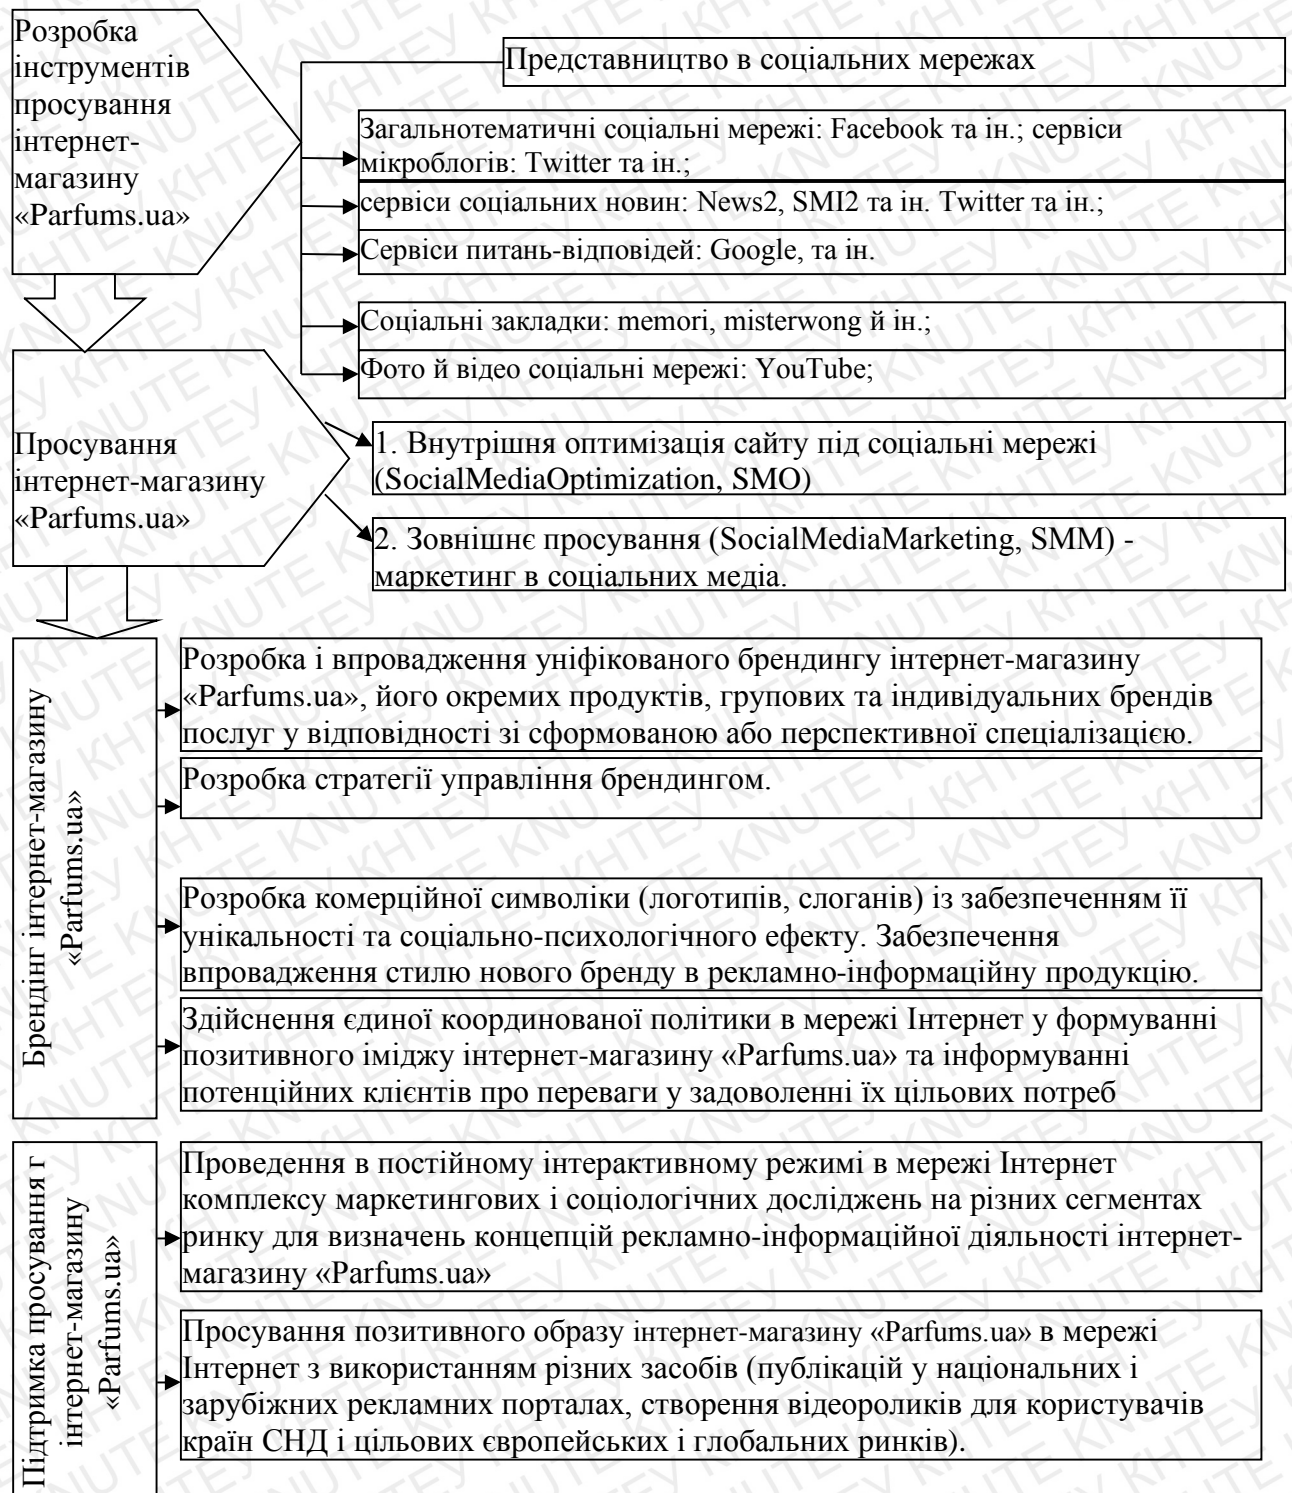 Розробка
інструментів
просування
інтернет-
магазину
«Parfums.ua»
Представництво в соціальних мережах
Загальнотематичні соціальні мережі: Facebook та ін.; сервіси
мікроблогів: Twitter та ін.;
сервіси соціальних новин: News2, SMI2 та ін. Twitter та ін.;
Сервіси питань-відповідей: Google, та ін.
Соціальні закладки: memori, misterwong й ін.;
Фото й відео соціальні мережі: YouTube;
Просування
інтернет-магазину
«Parfums.ua»
1. Внутрішня оптимізація сайту під соціальні мережі
(SocialMediaOptimization, SMO)
2. Зовнішнє просування (SocialMediaMarketing, SMM) -
маркетинг в соціальних медіа.
Брендінг інтернет-магазину
«Parfums.ua»
Розробка і впровадження уніфікованого брендингу інтернет-магазину
«Parfums.ua», його окремих продуктів, групових та індивідуальних брендів
послуг у відповідності зі сформованою або перспективної спеціалізацією.
Розробка стратегії управління брендингом.
Розробка комерційної символіки (логотипів, слоганів) із забезпеченням її
унікальності та соціально-психологічного ефекту. Забезпечення
впровадження стилю нового бренду в рекламно-інформаційну продукцію.
Здійснення єдиної координованої політики в мережі Інтернет у формуванні
позитивного іміджу інтернет-магазину «Parfums.ua» та інформуванні
потенційних клієнтів про переваги у задоволенні їх цільових потреб
Підтримка просування г
інтернет-магазину
«Parfums.ua»
Проведення в постійному інтерактивному режимі в мережі Інтернет
комплексу маркетингових і соціологічних досліджень на різних сегментах
ринку для визначень концепцій рекламно-інформаційної діяльності інтернет-
магазину «Parfums.ua»
Просування позитивного образу інтернет-магазину «Parfums.ua» в мережі
Інтернет з використанням різних засобів (публікацій у національних і
зарубіжних рекламних порталах, створення відеороликів для користувачів
країн СНД і цільових європейських і глобальних ринків).